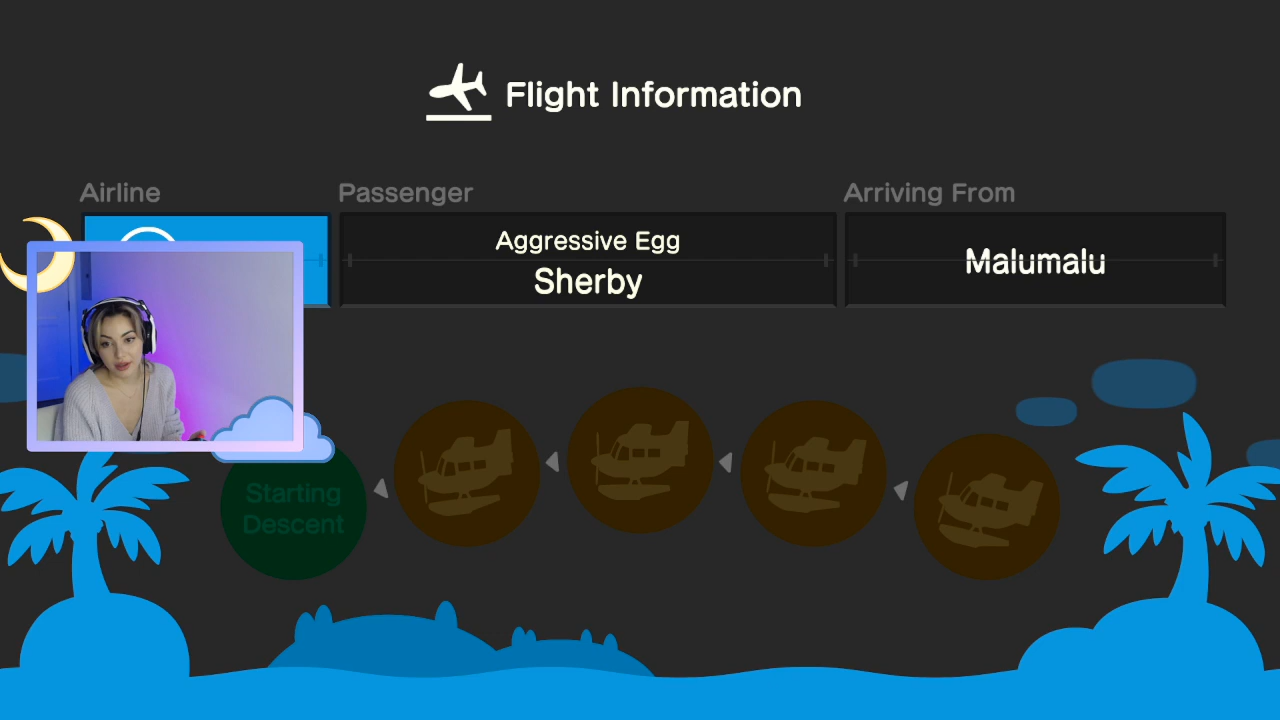 Flight Information
Airline
Passenger
Arriving From
Aggressive Egg
Sherby
Malumalu
Starting
Descent